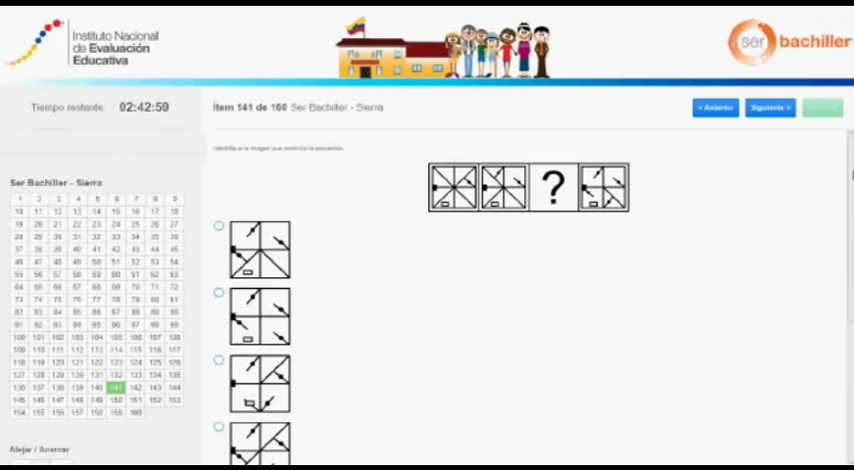 Instituto Nacional
de Evaluación
Educativa
ser bachiller
Tiempo restante: 02:42:59
Ítem 141 de 160 Ser Bachiller - Sierra
< Anterior
Siguiente >
Identifique la imagen que continúa la secuencia.
?
Ser Bachiller - Sierra
1 2 3 4 5 6 7 8 9
10 11 12 13 14 15 16 17 18
19 20 21 22 23 24 25 26 27
28 29 30 31 32 33 34 35 36
37 38 39 40 41 42 43 44 45
46 47 48 49 50 51 52 53 54
55 56 57 58 59 60 61 62 63
64 65 66 67 68 69 70 71 72
73 74 75 76 77 78 79 80 81
82 83 84 85 86 87 88 89 90
91 92 93 94 95 96 97 98 99
100 101 102 103 104 105 106 107 108
109 110 111 112 113 114 115 116 117
118 119 120 121 122 123 124 125 126
127 128 129 130 131 132 133 134 135
136 137 138 139 140 141 142 143 144
145 146 147 148 149 150 151 152 153
154 155 156 157 158 159 160
Alejar / Acercar